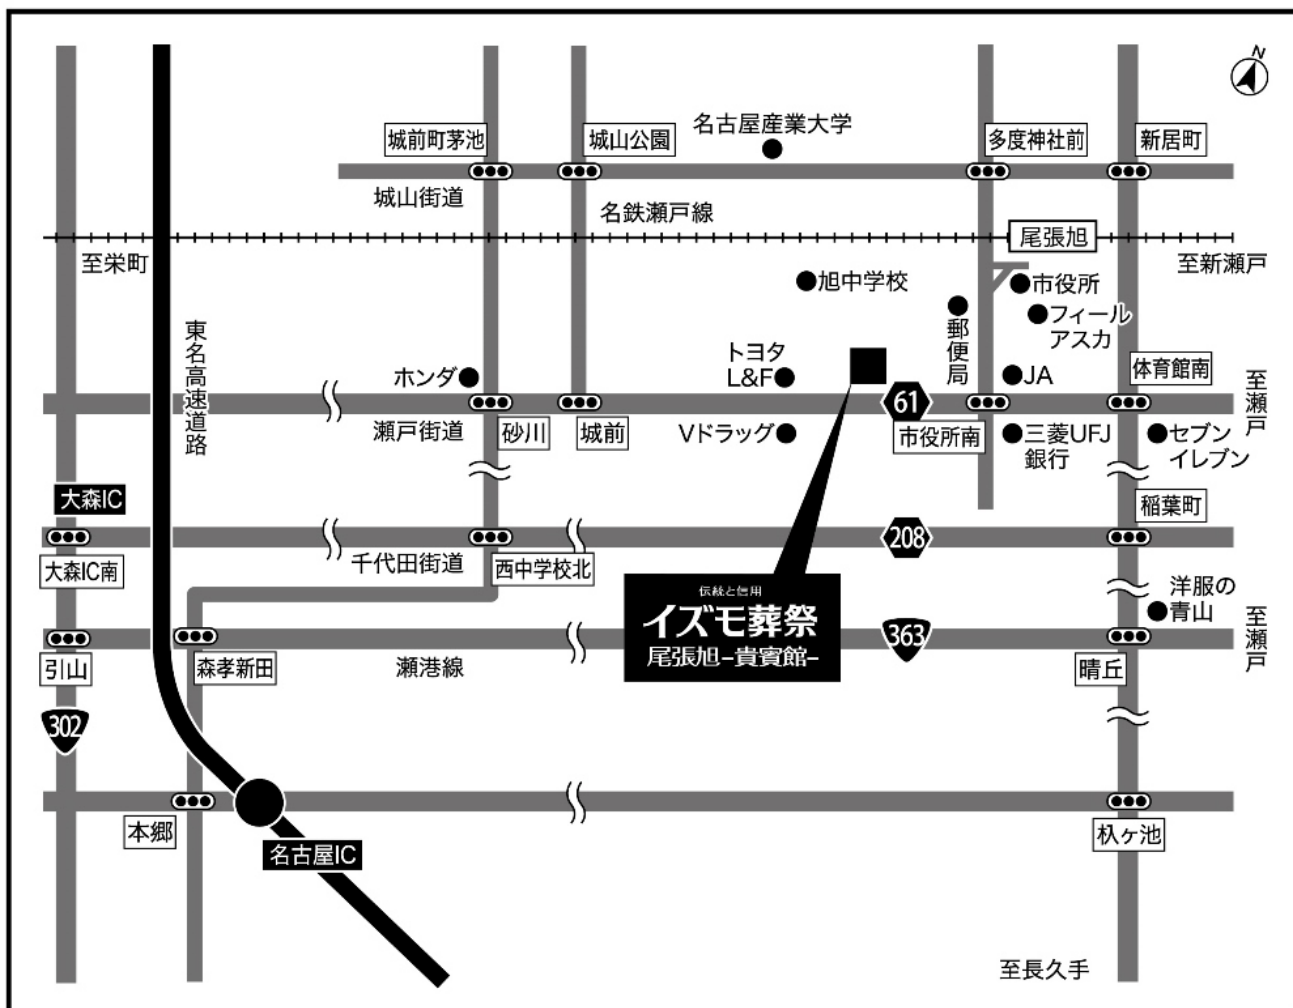 N
名古屋産業大学
城前町茅池
城山公園
多度神社前
新居町
城山街道
名鉄瀬戸線
尾張旭
至栄町
至新瀬戸
旭中学校
市役所
フィール
アスカ
郵便局
東名高速道路
トヨタ
L&F
ホンダ
JA
体育館南
至瀬戸
61
瀬戸街道
砂川
城前
Vドラッグ
市役所南
三菱UFJ
銀行
セブン
イレブン
大森IC
稲葉町
208
大森IC南
千代田街道
西中学校北
伝統と信用
イズモ葬祭
尾張旭-貴賓館-
洋服の
青山
至瀬戸
363
引山
森孝新田
瀬港線
晴丘
302
本郷
名古屋IC
杁ヶ池
至長久手